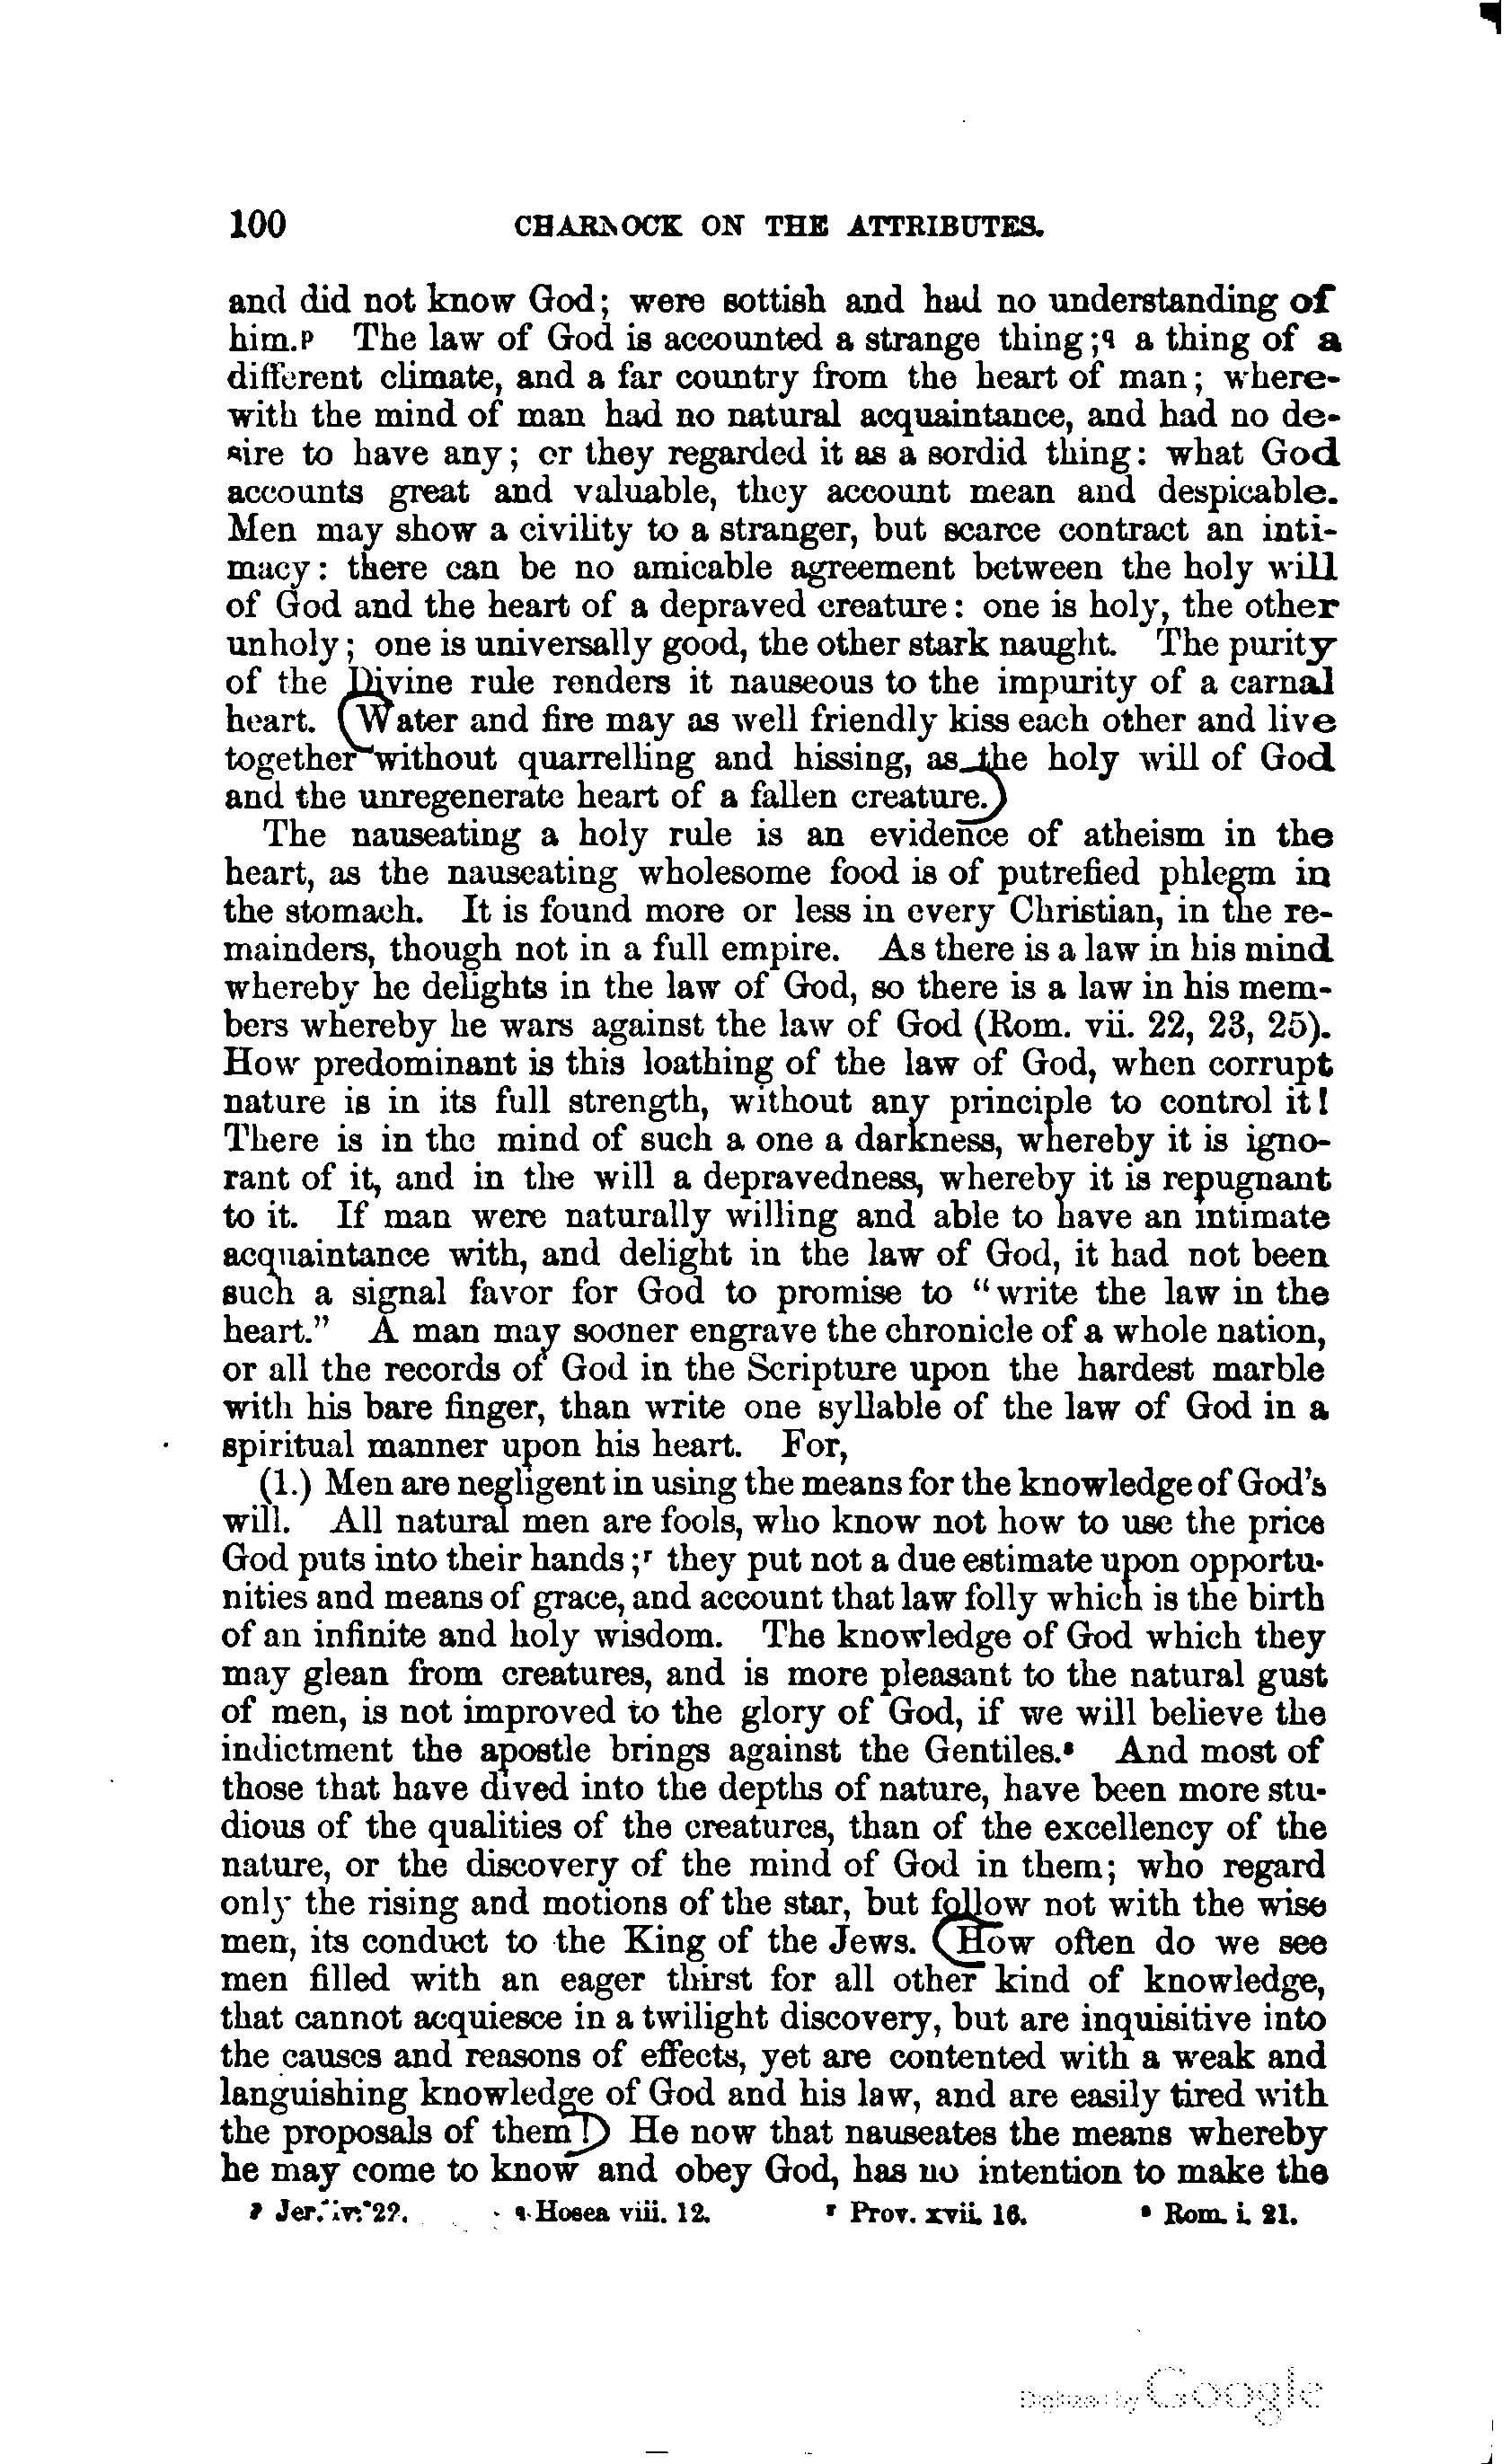 100 CHARNOCK ON THE ATTRIBUTES.
and did not know God; were sottish and had no understanding of
him.p The law of God is accounted a strange thing;q a thing of a
different climate, and a far country from the heart of man; where-
with the mind of man had no natural acquaintance, and had no de-
sire to have any; or they regarded it as a sordid thing: what God
accounts great and valuable, they account mean and despicable.
Men may show a civility to a stranger, but scarce contract an inti-
macy: there can be no amicable agreement between the holy will
of God and the heart of a depraved creature: one is holy, the other
unholy; one is universally good, the other stark naught. The purity
of the Divine rule renders it nauseous to the impurity of a carnal
heart. (Water and fire may as well friendly kiss each other and live
together without quarrelling and hissing, as the holy will of God
and the unregenerate heart of a fallen creature.)
The nauseating a holy rule is an evidence of atheism in the
heart, as the nauseating wholesome food is of putrefied phlegm in
the stomach. It is found more or less in every Christian, in the re-
mainders, though not in a full empire. As there is a law in his mind
whereby he delights in the law of God, so there is a law in his mem-
bers whereby he wars against the law of God (Rom. vii. 22, 23, 25).
How predominant is this loathing of the law of God, when corrupt
nature is in its full strength, without any principle to control it!
There is in the mind of such a one a darkness, whereby it is igno-
rant of it, and in the will a depravedness, whereby it is repugnant
to it. If man were naturally willing and able to have an intimate
acquaintance with, and delight in the law of God, it had not been
such a signal favor for God to promise to "write the law in the
heart." A man may sooner engrave the chronicle of a whole nation,
or all the records of God in the Scripture upon the hardest marble
with his bare finger, than write one syllable of the law of God in a
spiritual manner upon his heart. For,
(1.) Men are negligent in using the means for the knowledge of God's
will. All natural men are fools, who know not how to use the price
God puts into their hands;r they put not a due estimate upon opportu-
nities and means of grace, and account that law folly which is the birth
of an infinite and holy wisdom. The knowledge of God which they
may glean from creatures, and is more pleasant to the natural gust
of men, is not improved to the glory of God, if we will believe the
indictment the apostle brings against the Gentiles.s And most of
those that have dived into the depths of nature, have been more stu-
dious of the qualities of the creatures, than of the excellency of the
nature, or the discovery of the mind of God in them; who regard
only the rising and motions of the star, but follow not with the wise
men, its conduct to the King of the Jews. (How often do we see
men filled with an eager thirst for all other kind of knowledge,
that cannot acquiesce in a twilight discovery, but are inquisitive into
the causes and reasons of effects, yet are contented with a weak and
languishing knowledge of God and his law, and are easily tired with
the proposals of them!) He now that nauseates the means whereby
he may come to know and obey God, has no intention to make the
p Jer. iv. 22. q Hosea viii. 12. r Prov. xvii. 16. s Rom. i. 21.
Digitized by Google